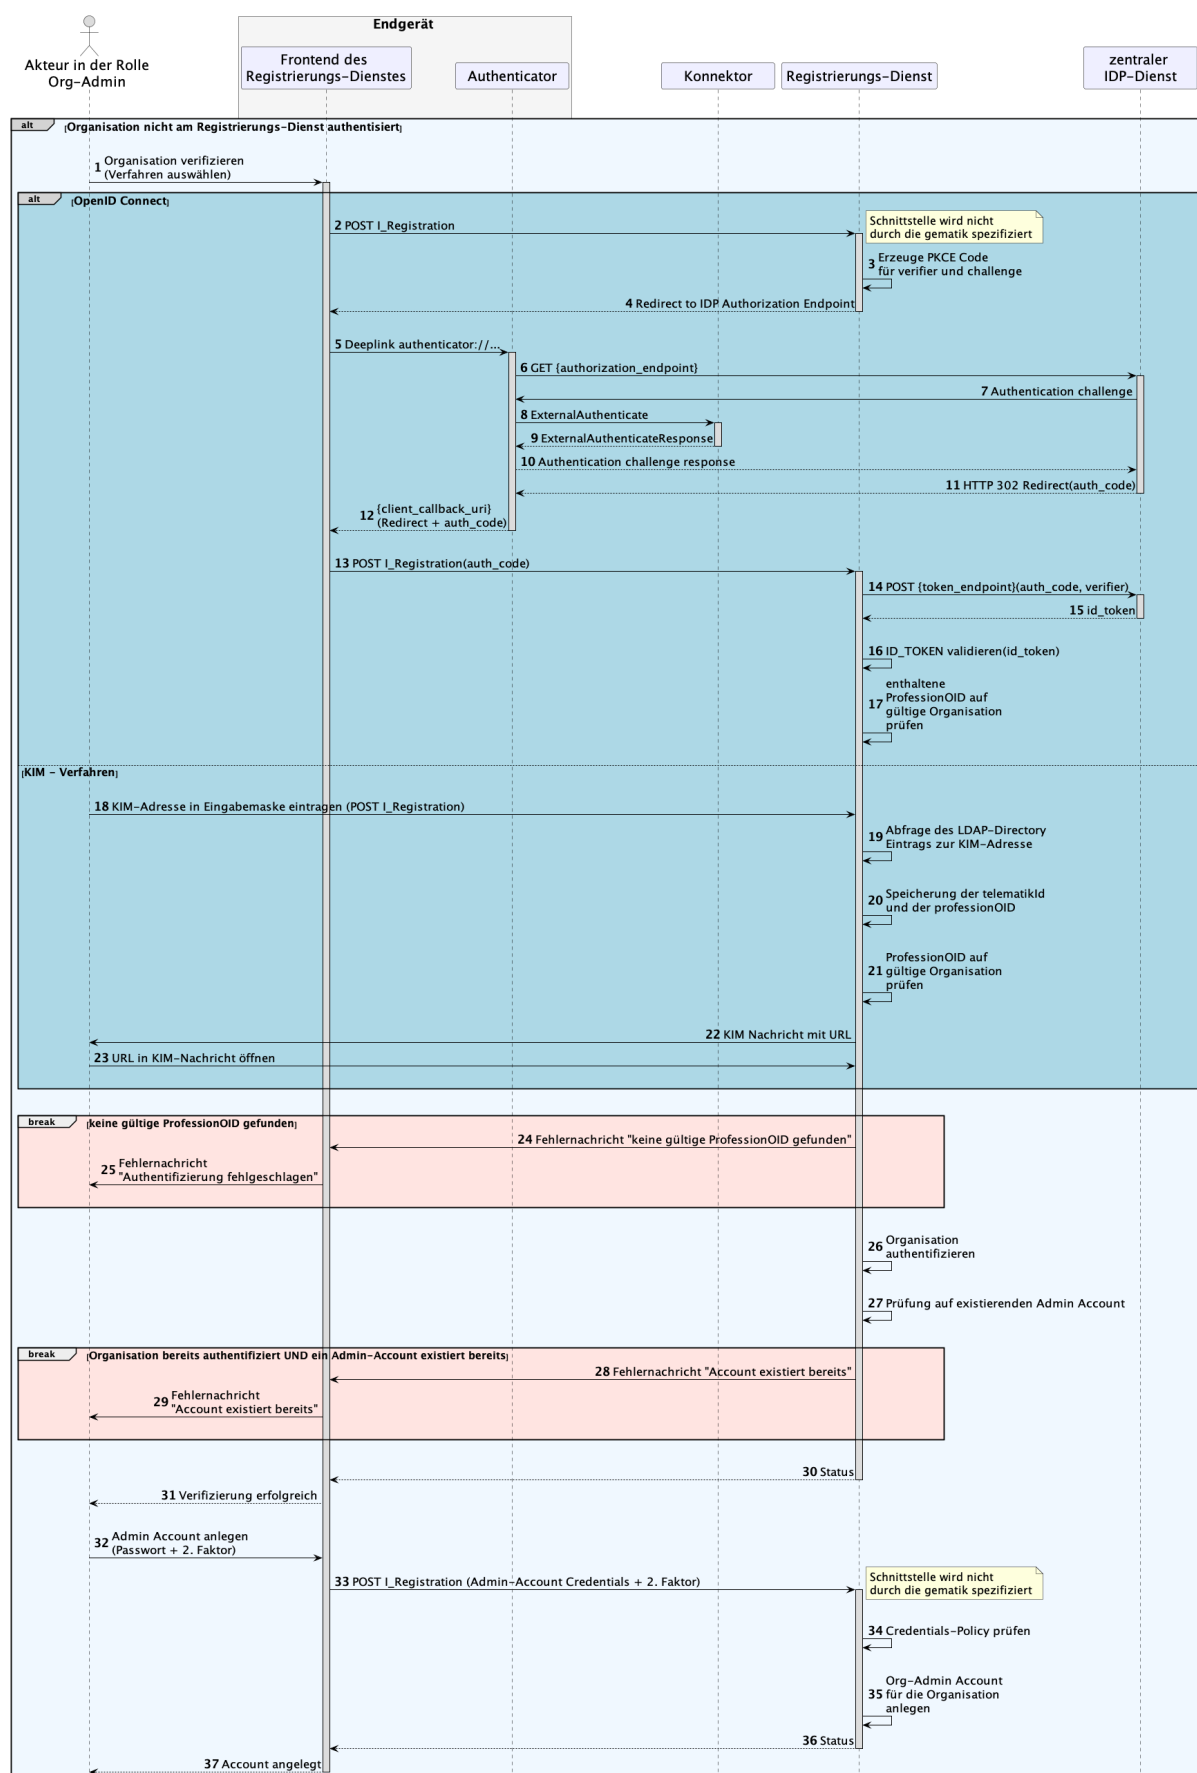 Endgerät
Akteur in der Rolle
Org-Admin
Frontend des
Registrierungs-Dienstes
Authenticator
Konnektor
Registrierungs-Dienst
zentraler
IDP-Dienst
alt [Organisation nicht am Registrierungs-Dienst authentisiert]
1 Organisation verifizieren
(Verfahren auswählen)
alt [OpenID Connect]
2 POST I_Registration
Schnittstelle wird nicht
durch die gematik spezifiziert
3 Erzeuge PKCE Code
für verifier und challenge
4 Redirect to IDP Authorization Endpoint
5 Deeplink authenticator://...
6 GET {authorization_endpoint}
7 Authentication challenge
8 ExternalAuthenticate
9 ExternalAuthenticateResponse
10 Authentication challenge response
11 HTTP 302 Redirect(auth_code)
12 {client_callback_uri}
(Redirect + auth_code)
13 POST I_Registration(auth_code)
14 POST {token_endpoint}(auth_code, verifier)
15 id_token
16 ID_TOKEN validieren(id_token)
enthaltene
ProfessionOID auf
17 gültige Organisation
prüfen
[KIM - Verfahren]
18 KIM-Adresse in Eingabemaske eintragen (POST I_Registration)
19 Abfrage des LDAP-Directory
Eintrags zur KIM-Adresse
20 Speicherung der telematikId
und der professionOID
ProfessionOID auf
21 gültige Organisation
prüfen
22 KIM Nachricht mit URL
23 URL in KIM-Nachricht öffnen
break [keine gültige ProfessionOID gefunden]
24 Fehlernachricht "keine gültige ProfessionOID gefunden"
25 Fehlernachricht
"Authentifizierung fehlgeschlagen"
26 Organisation
authentifizieren
27 Prüfung auf existierenden Admin Account
break [Organisation bereits authentifiziert UND ein Admin-Account existiert bereits]
28 Fehlernachricht "Account existiert bereits"
29 Fehlernachricht
"Account existiert bereits"
30 Status
31 Verifizierung erfolgreich
32 Admin Account anlegen
(Passwort + 2. Faktor)
33 POST I_Registration (Admin-Account Credentials + 2. Faktor)
Schnittstelle wird nicht
durch die gematik spezifiziert
34 Credentials-Policy prüfen
Org-Admin Account
35 für die Organisation
anlegen
36 Status
37 Account angelegt